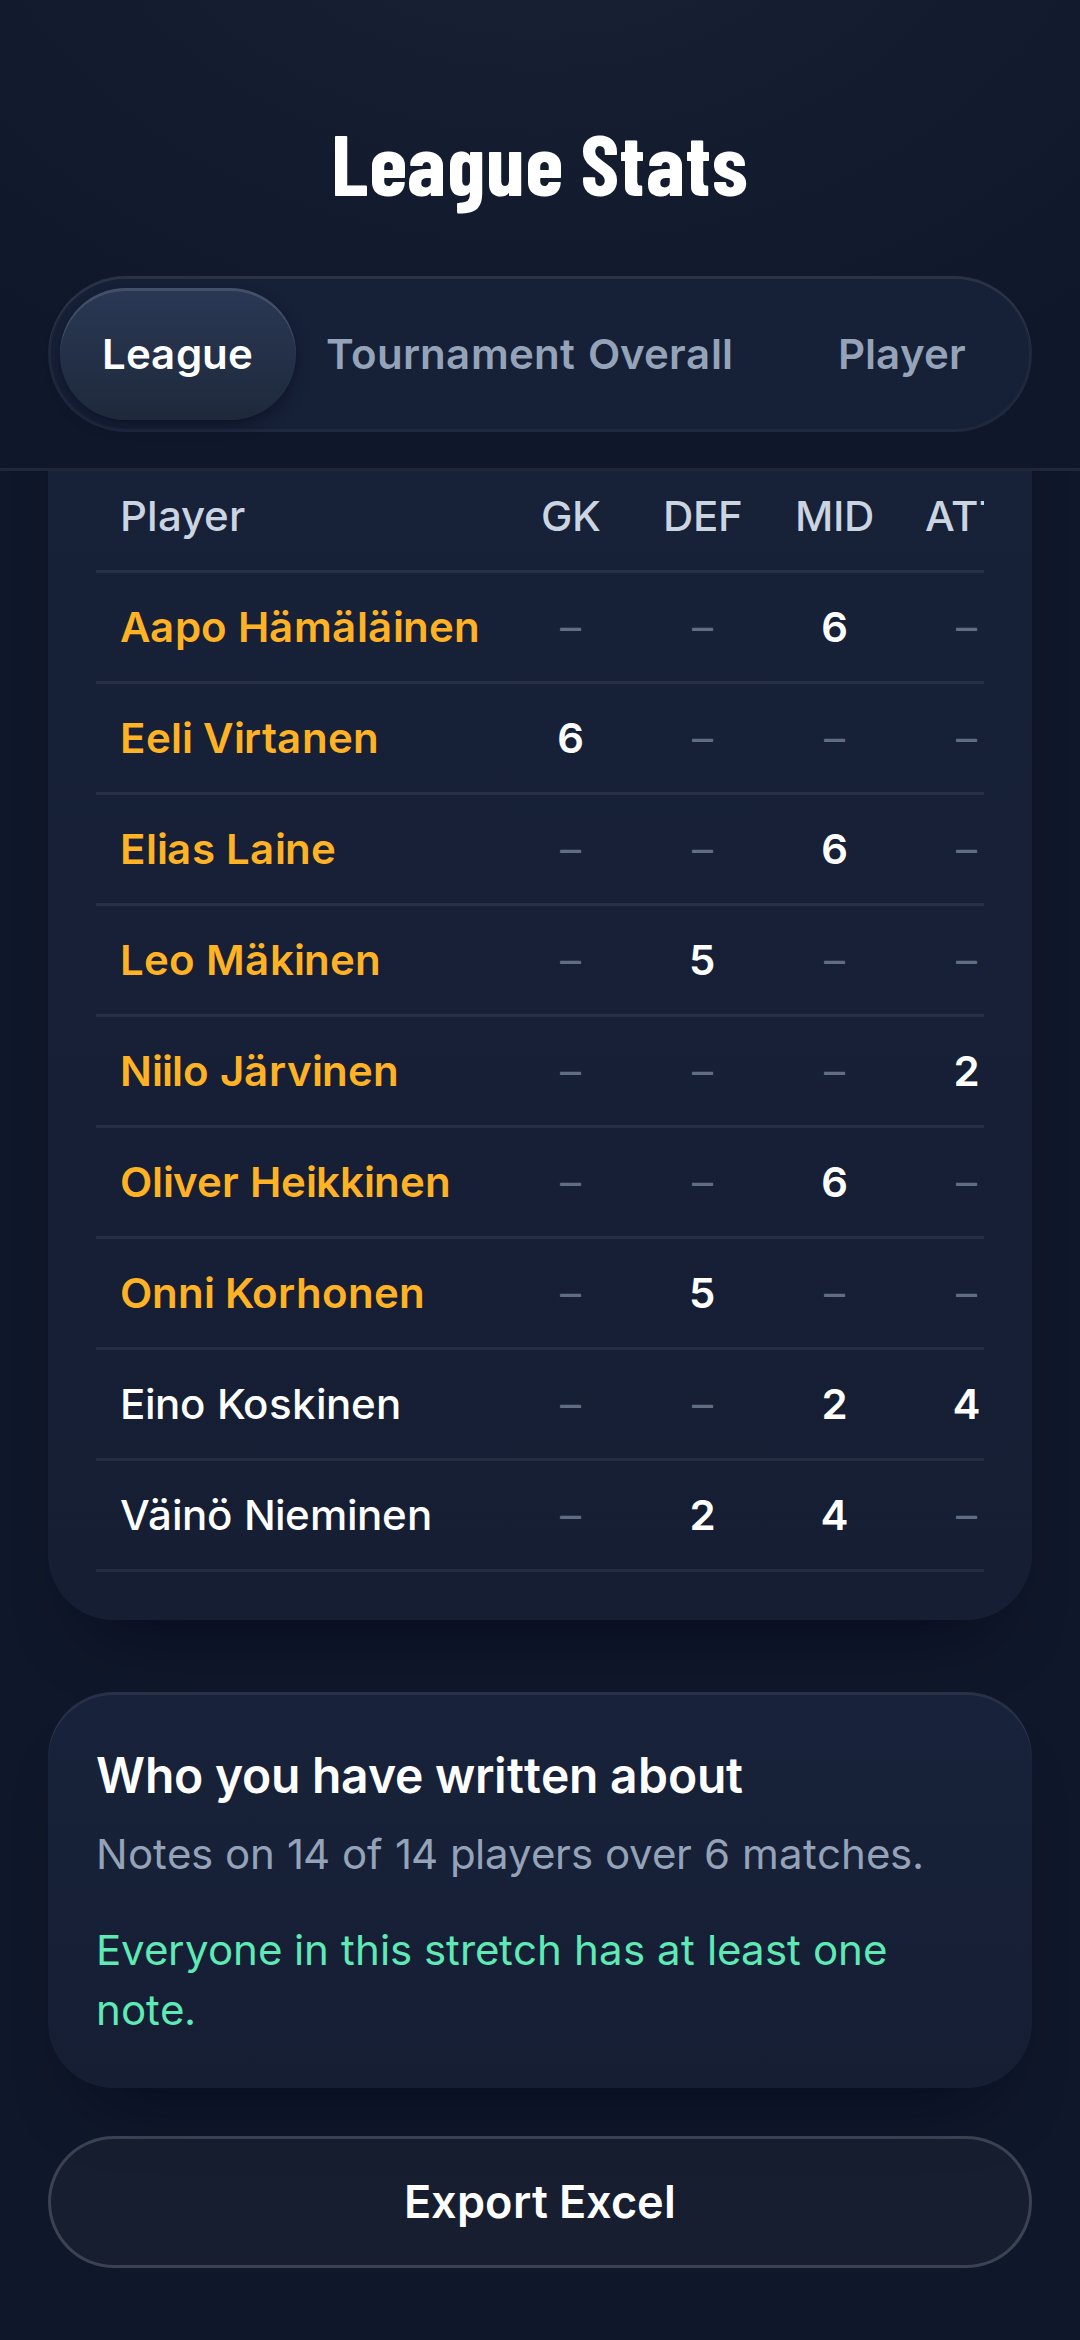 League Stats
League Tournament Overall Player
Player GK DEF MID ATT
Aapo Hämäläinen – – 6 –
Eeli Virtanen 6 – – –
Elias Laine – – 6 –
Leo Mäkinen – 5 – –
Niilo Järvinen – – – 2
Oliver Heikkinen – – 6 –
Onni Korhonen – 5 – –
Eino Koskinen – – 2 4
Väinö Nieminen – 2 4 –
Who you have written about
Notes on 14 of 14 players over 6 matches.
Everyone in this stretch has at least one
note.
Export Excel